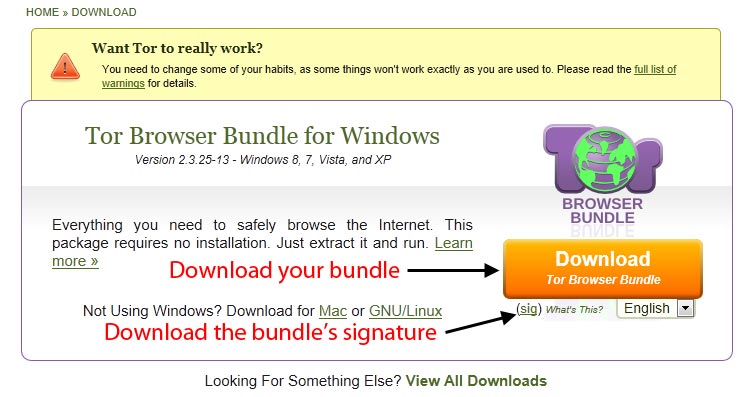 HOME » DOWNLOAD
Want Tor to really work?
You need to change some of your habits, as some things won't work exactly as you are used to. Please read the full list of
warnings for details.
Tor Browser Bundle for Windows
Version 2.3.25-13 - Windows 8, 7, Vista, and XP
Tor
BROWSER
BUNDLE
Everything you need to safely browse the Internet. This
package requires no installation. Just extract it and run. Learn
more »
Download your bundle
Download
Tor Browser Bundle
Not Using Windows? Download for Mac or GNU/Linux
(sig) What's This? English
Download the bundle's signature
Looking For Something Else? View All Downloads